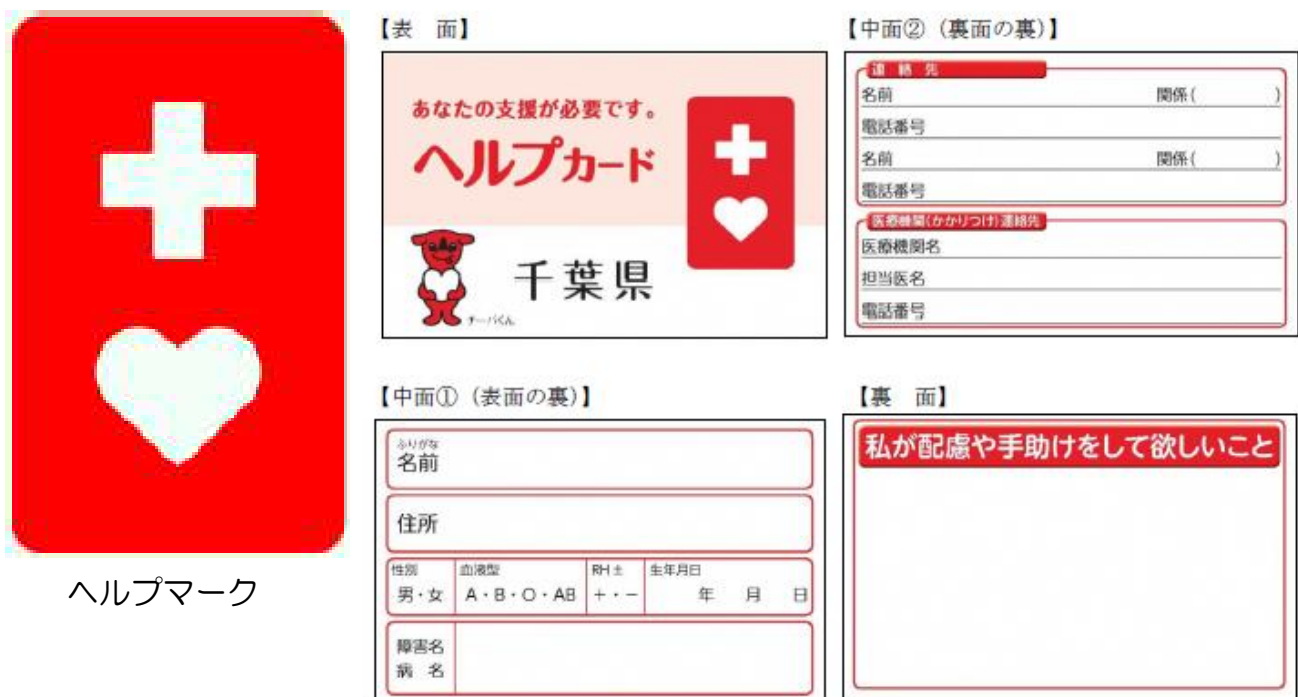 ヘルプマーク
【表 面】
あなたの支援が必要です。
ヘルプカード
千葉県
チーバくん
【中面②（裏面の裏）】
連 絡 先
名前 関係( )
電話番号
名前 関係( )
電話番号
医療機関(かかりつけ)連絡先
医療機関名
担当医名
電話番号
【中面①（表面の裏）】
ふりがな
名前
住所
性別 血液型 RH± 生年月日
男・女 A・B・O・AB +・- 年 月 日
障害名
病 名
【裏 面】
私が配慮や手助けをして欲しいこと